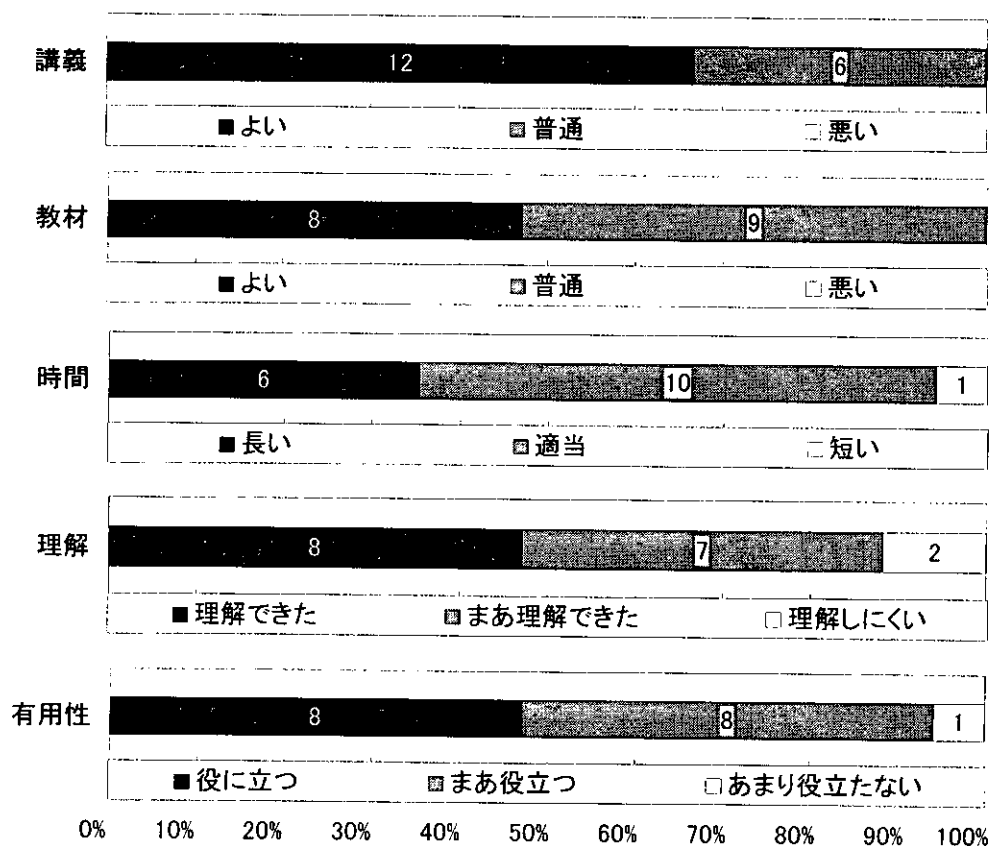 講義 12 6
■よい ■普通 □悪い
教材 8 9
■よい ■普通 □悪い
時間 6 10 1
■長い ■適当 □短い
理解 8 7 2
■理解できた ■まあ理解できた □理解しにくい
有用性 8 8 1
■役に立つ ■まあ役立つ □あまり役立たない
0% 10% 20% 30% 40% 50% 60% 70% 80% 90% 100%